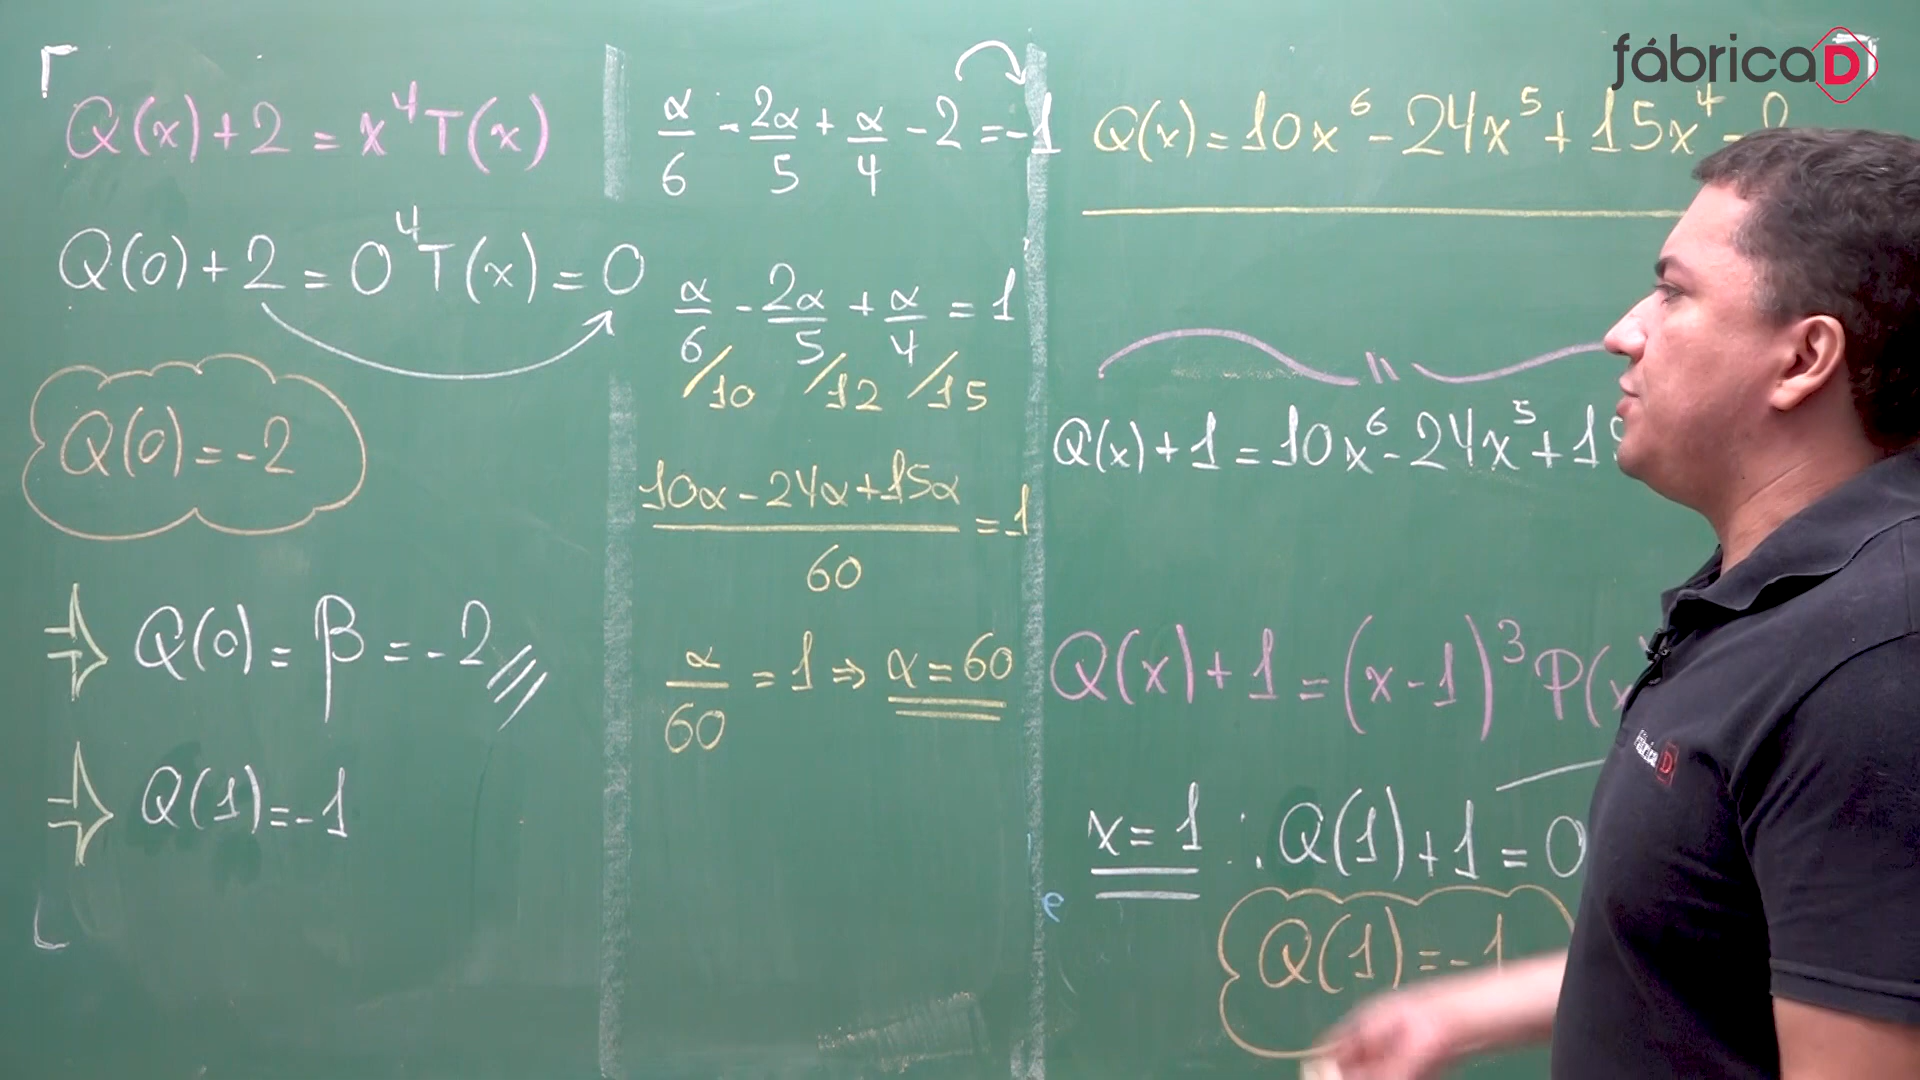 Q(x)+2=x⁴T(x)
Q(0)+2=0⁴T(x)=0
Q(0)=-2
⇒ Q(0)=β=-2
⇒ Q(1)=-1
α/6 - 2α/5 + α/4 - 2 = -1
α/6 - 2α/5 + α/4 = 1
/10 /12 /15
(10α-24α+15α)/60 = 1
α/60 = 1 ⇒ α=60
fábricaD
Q(x)=10x⁶-24x⁵+15x⁴-2
Q(x)+1=10x⁶-24x⁵+1
Q(x)+1=(x-1)³P(x)
x=1 ∴ Q(1)+1=0
e
Q(1)=-1
fábricaD